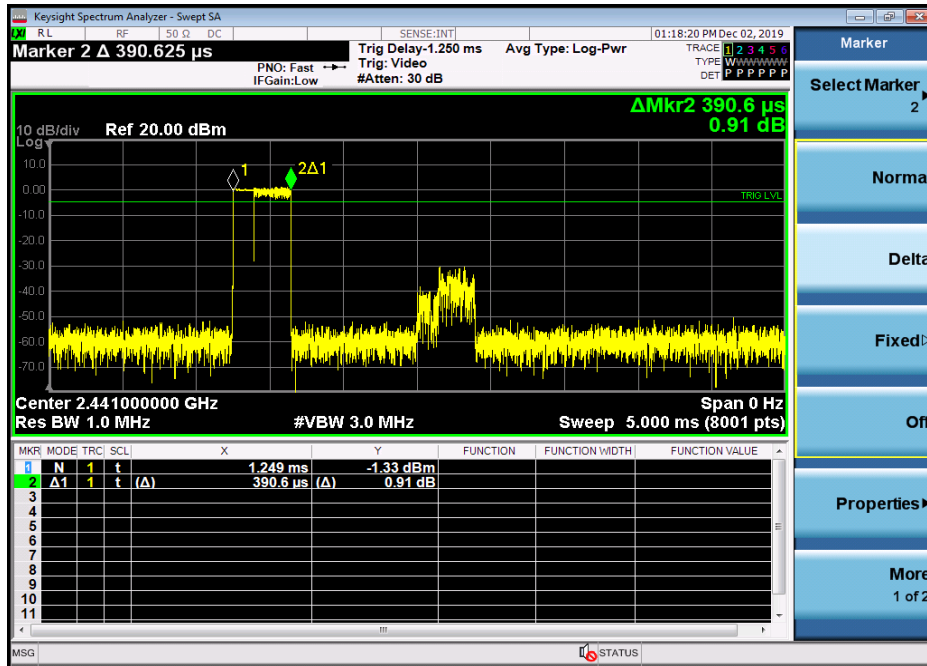 Keysight Spectrum Analyzer - Swept SA
LXI RL RF 50 Ω DC SENSE:INT 01:18:20 PM Dec 02, 2019
Marker 2 Δ 390.625 µs
PNO: Fast
IFGain:Low
Trig Delay-1.250 ms
Trig: Video
#Atten: 30 dB
Avg Type: Log-Pwr
TRACE 1 2 3 4 5 6
TYPE WWWWWW
DET P P P P P P
ΔMkr2 390.6 µs
0.91 dB
10 dB/div Ref 20.00 dBm
Log
10.0
0.00
-10.0
-20.0
-30.0
-40.0
-50.0
-60.0
-70.0
1
2Δ1
TRIG LVL
Center 2.441000000 GHz Span 0 Hz
Res BW 1.0 MHz #VBW 3.0 MHz Sweep 5.000 ms (8001 pts)
MKR MODE TRC SCL X Y FUNCTION FUNCTION WIDTH FUNCTION VALUE
1 N 1 t 1.249 ms -1.33 dBm
2 Δ1 1 t (Δ) 390.6 µs (Δ) 0.91 dB
3
4
5
6
7
8
9
10
11
MSG STATUS
Marker
Select Marker
2
Norma
Delta
Fixed
Off
Properties
More
1 of 2